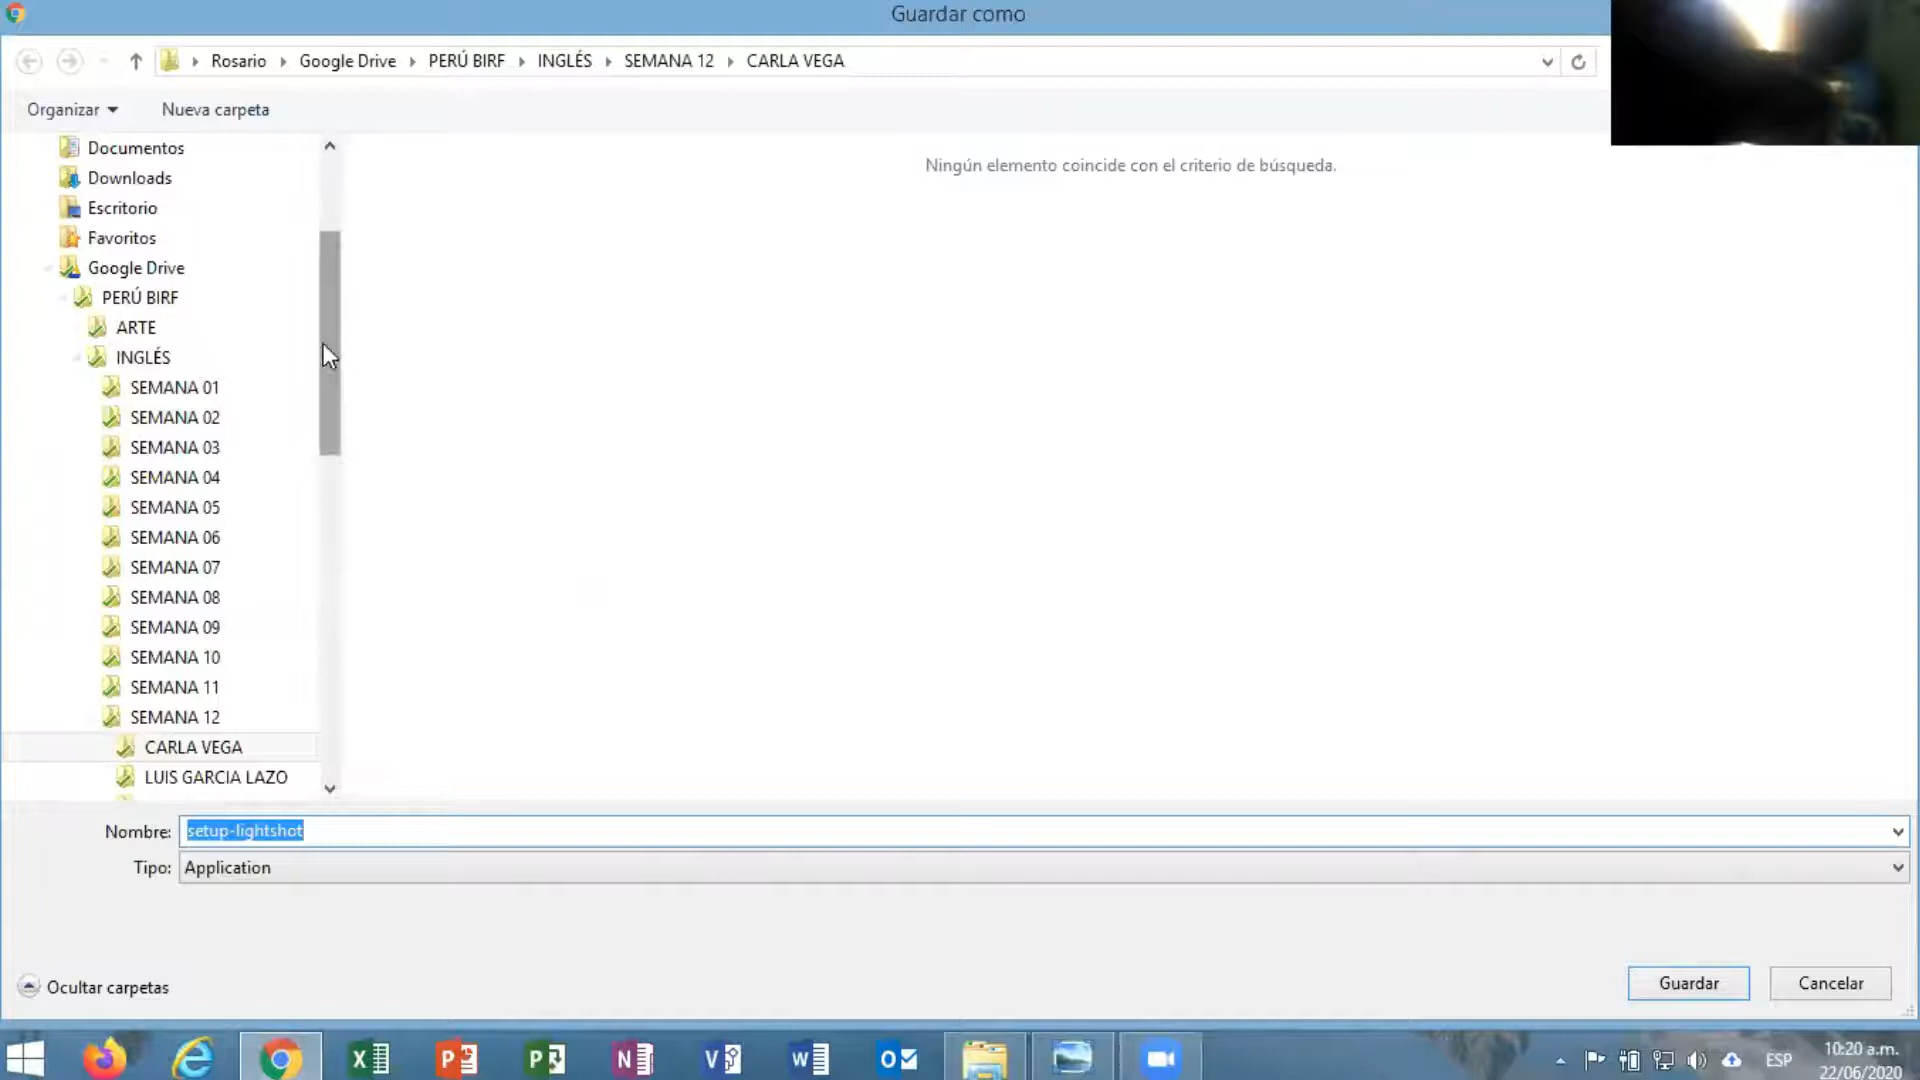 Guardar como
Rosario Google Drive PERÚ BIRF INGLÉS SEMANA 12 CARLA VEGA
Organizar Nueva carpeta
Documentos
Ningún elemento coincide con el criterio de búsqueda.
Downloads
Escritorio
Favoritos
Google Drive
PERÚ BIRF
ARTE
INGLÉS
SEMANA 01
SEMANA 02
SEMANA 03
SEMANA 04
SEMANA 05
SEMANA 06
SEMANA 07
SEMANA 08
SEMANA 09
SEMANA 10
SEMANA 11
SEMANA 12
CARLA VEGA
LUIS GARCIA LAZO
Nombre: setup-lightshot
Tipo: Application
Ocultar carpetas
Guardar Cancelar
ESP
10:20 a.m.
22/06/2020